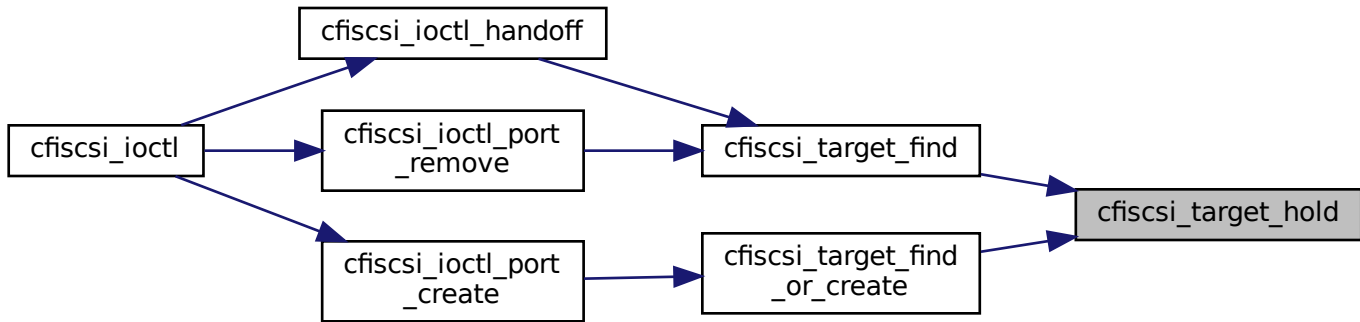 cfiscsi_ioctl_handoff
cfiscsi_ioctl
cfiscsi_ioctl_port
_remove
cfiscsi_target_find
cfiscsi_target_hold
cfiscsi_ioctl_port
_create
cfiscsi_target_find
_or_create